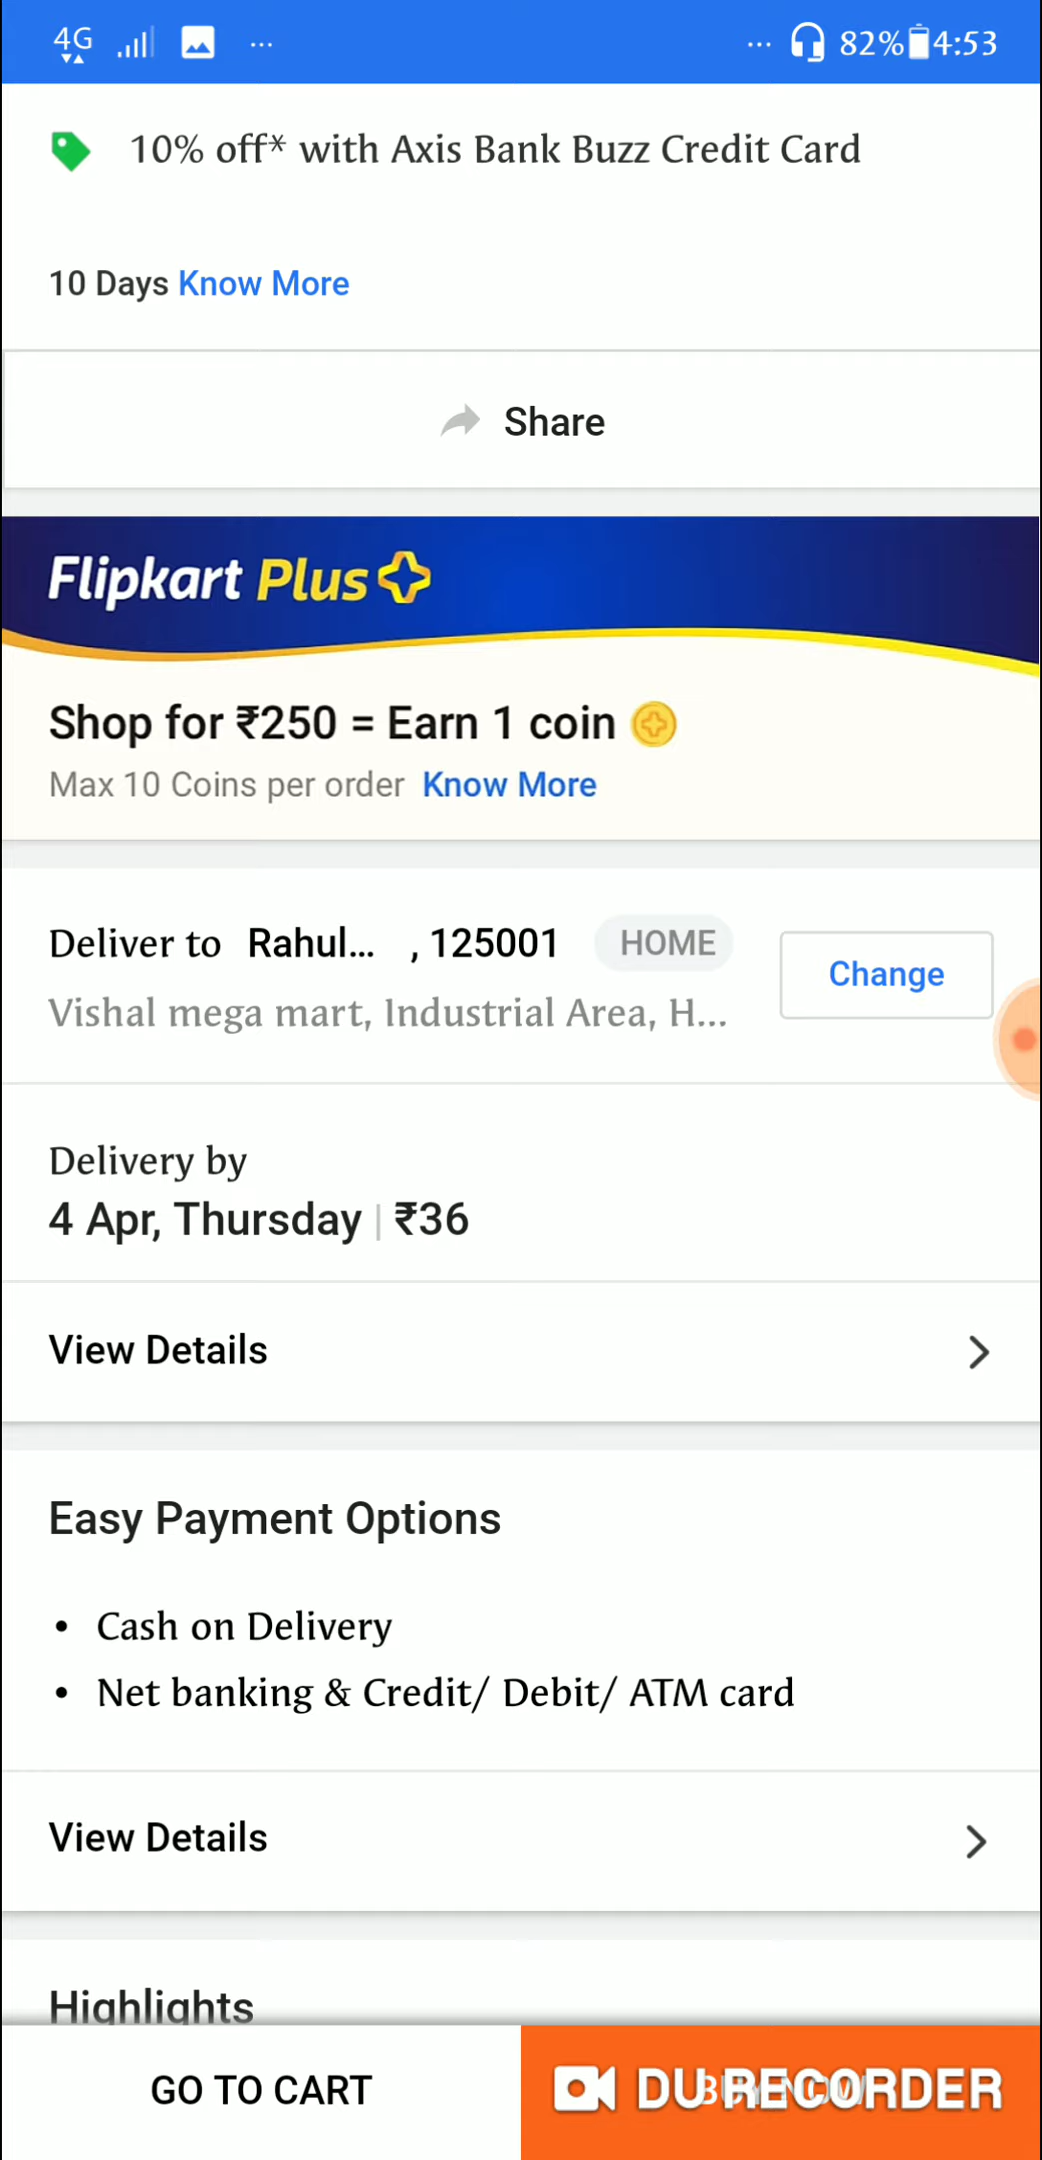 4G ... ... 82% 4:53
10% off* with Axis Bank Buzz Credit Card
10 Days Know More
Share
Flipkart Plus
Shop for ₹250 = Earn 1 coin
Max 10 Coins per order Know More
Deliver to Rahul... , 125001 HOME
Change
Vishal mega mart, Industrial Area, H...
Delivery by
4 Apr, Thursday | ₹36
View Details
Easy Payment Options
• Cash on Delivery
• Net banking & Credit/ Debit/ ATM card
View Details
Highlights
GO TO CART
BUY NOW
DU RECORDER